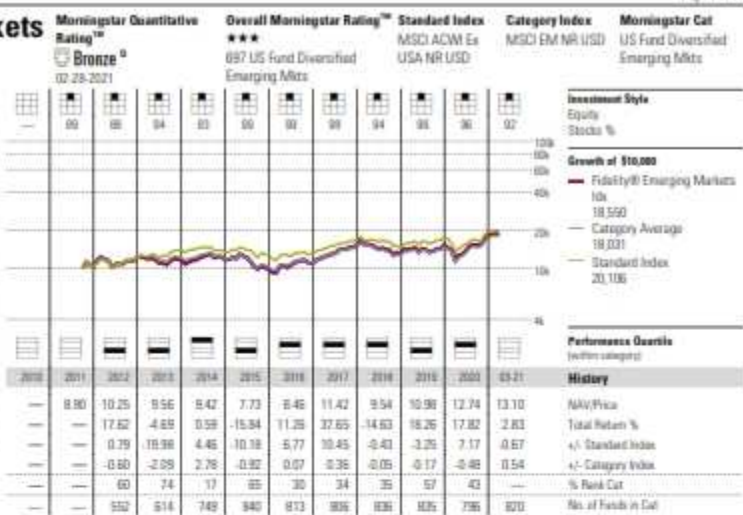 kets
Morningstar Quantitative Rating™
Bronze Q
02-28-2021
Overall Morningstar Rating™
★★★
697 US Fund Diversified
Emerging Mkts
Standard Index
MSCI ACWI Ex
USA NR USD
Category Index
MSCI EM NR USD
Morningstar Cat
US Fund Diversified
Emerging Mkts
Investment Style
Equity
Stocks %
— 99 94 99 94 96 92
100k
80k
60k
40k
20k
10k
4k
Growth of $10,000
Fidelity® Emerging Markets
Idx
18,550
Category Average
18,031
Standard Index
20,106
Performance Quartile
(within category)
2010 2011 2012 2013 2014 2015 2016 2017 2018 2019 2020 03-21 History
— 8.90 10.25 9.56 9.42 7.73 8.46 11.42 9.54 10.98 12.74 13.10 NAV/Price
— — 17.62 -4.69 0.59 -15.84 11.26 37.65 -14.63 18.26 17.82 2.83 Total Return %
— — 0.79 -19.98 4.46 -10.18 6.77 10.45 -0.43 -3.25 7.17 -0.67 +/- Standard Index
— — -0.60 -2.09 2.78 -0.92 0.07 0.36 -0.05 -0.17 -0.48 0.54 +/- Category Index
— — 60 74 17 65 30 34 35 57 43 — % Rank Cat
— — 552 614 749 840 813 806 836 835 796 820 No. of Funds in Cat